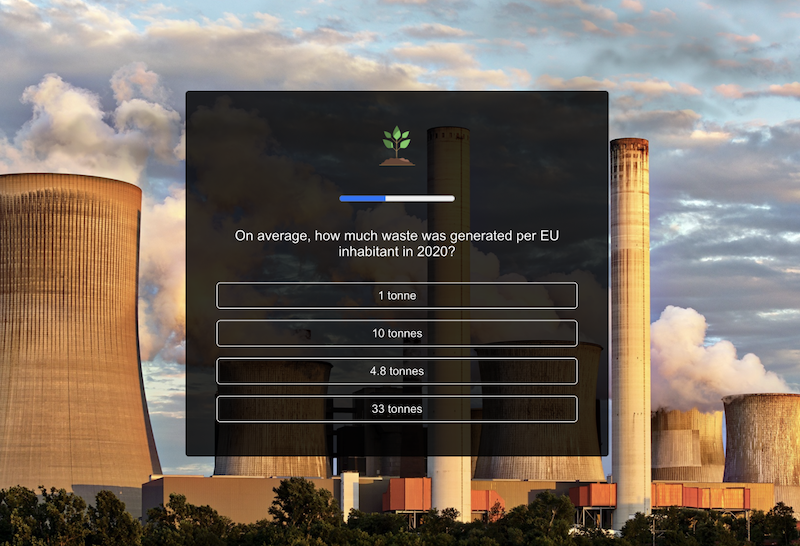 On average, how much waste was generated per EU
inhabitant in 2020?
1 tonne
10 tonnes
4.8 tonnes
33 tonnes